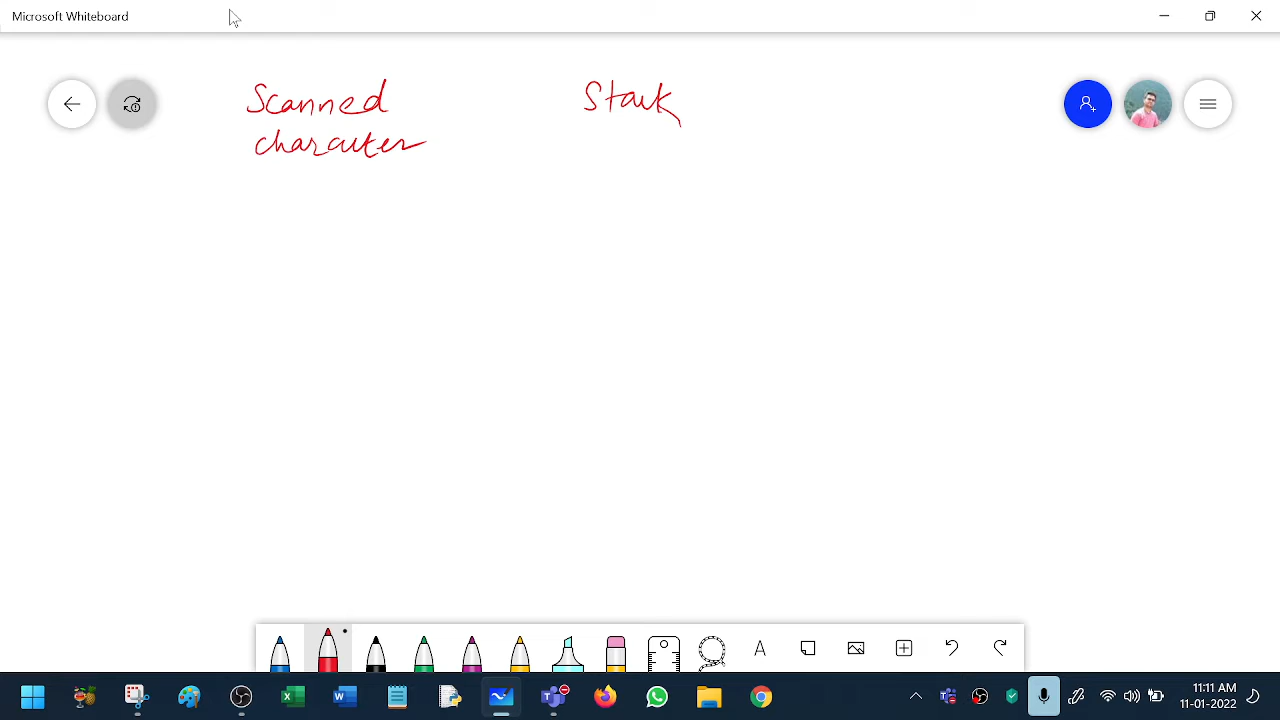 Microsoft Whiteboard
Scanned Stack
character
A
11:11 AM
11-01-2022